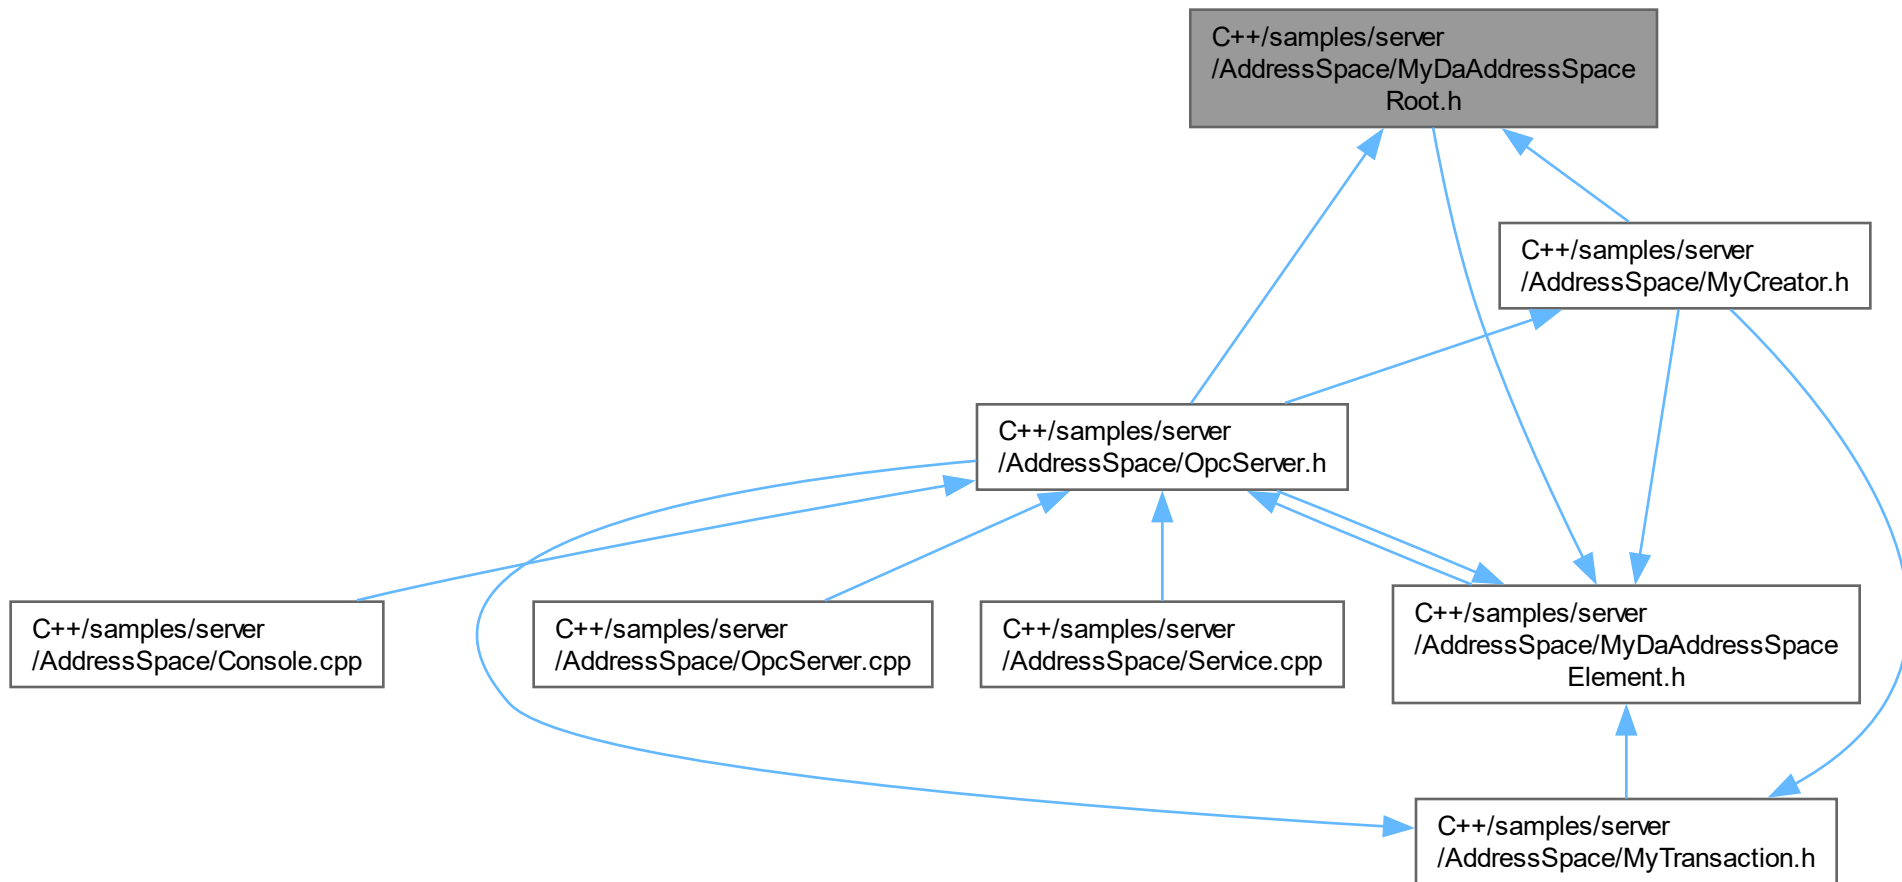 C++/samples/server
/AddressSpace/MyDaAddressSpace
Root.h
C++/samples/server
/AddressSpace/MyCreator.h
C++/samples/server
/AddressSpace/OpcServer.h
C++/samples/server
/AddressSpace/Console.cpp
C++/samples/server
/AddressSpace/OpcServer.cpp
C++/samples/server
/AddressSpace/Service.cpp
C++/samples/server
/AddressSpace/MyDaAddressSpace
Element.h
C++/samples/server
/AddressSpace/MyTransaction.h